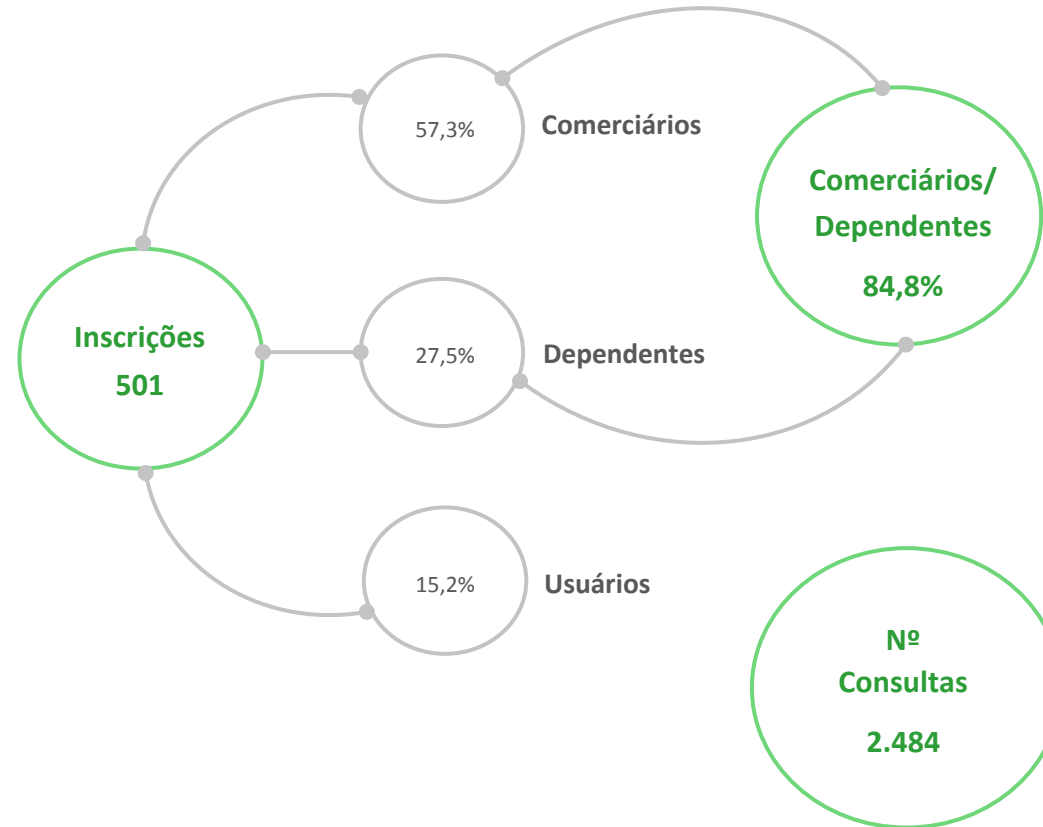 57,3%
Comerciários
Comerciários/
Dependentes
84,8%
Inscrições
501
27,5%
Dependentes
15,2%
Usuários
Nº
Consultas
2.484